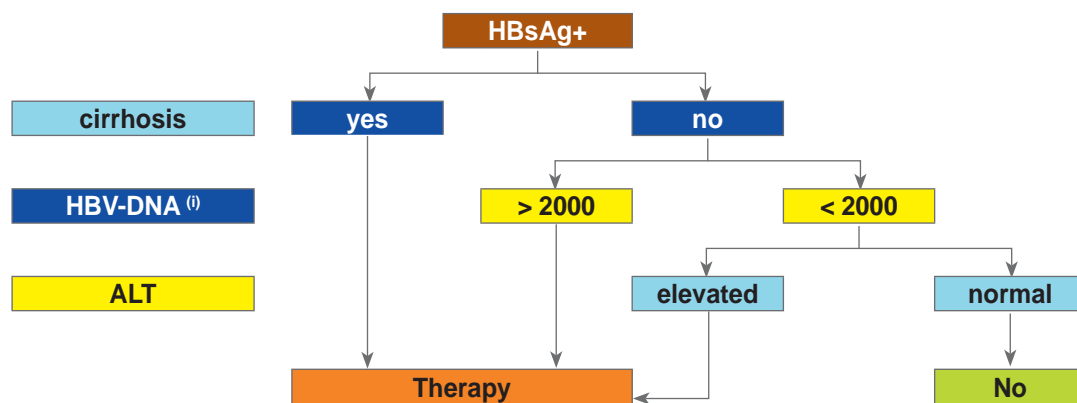 HBsAg+
cirrhosis yes no
HBV-DNA (i) > 2000 < 2000
ALT elevated normal
Therapy No